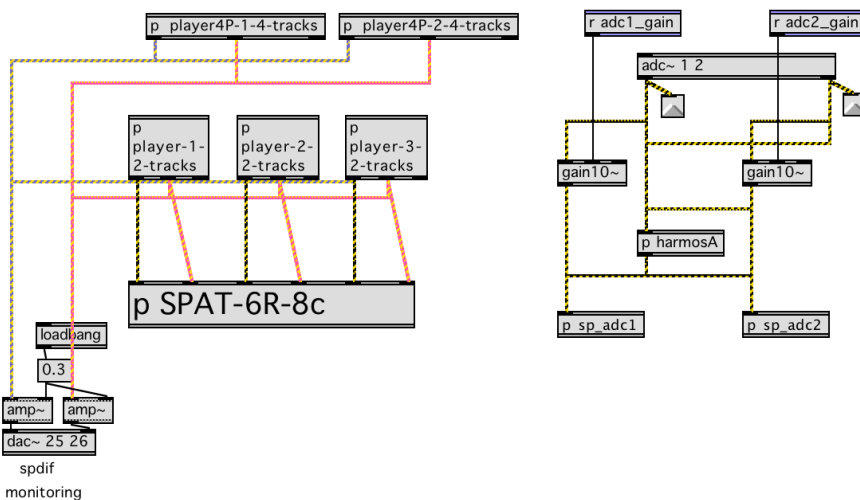 p player4P-1-4-tracks
p player4P-2-4-tracks
r adc1_gain
r adc2_gain
adc~ 1 2
p
player-1-
2-tracks
p
player-2-
2-tracks
p
player-3-
2-tracks
gain10~
gain10~
p harmosA
p SPAT-6R-8c
p sp_adc1
p sp_adc2
loadbang
0.3
amp~
amp~
dac~ 25 26
spdif
monitoring